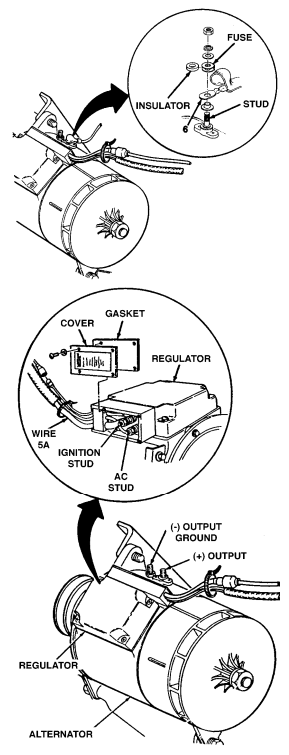 FUSE
INSULATOR
STUD
6
GASKET
COVER
REGULATOR
WIRE
5A
IGNITION
STUD
AC
STUD
(-) OUTPUT
GROUND
(+) OUTPUT
REGULATOR
ALTERNATOR